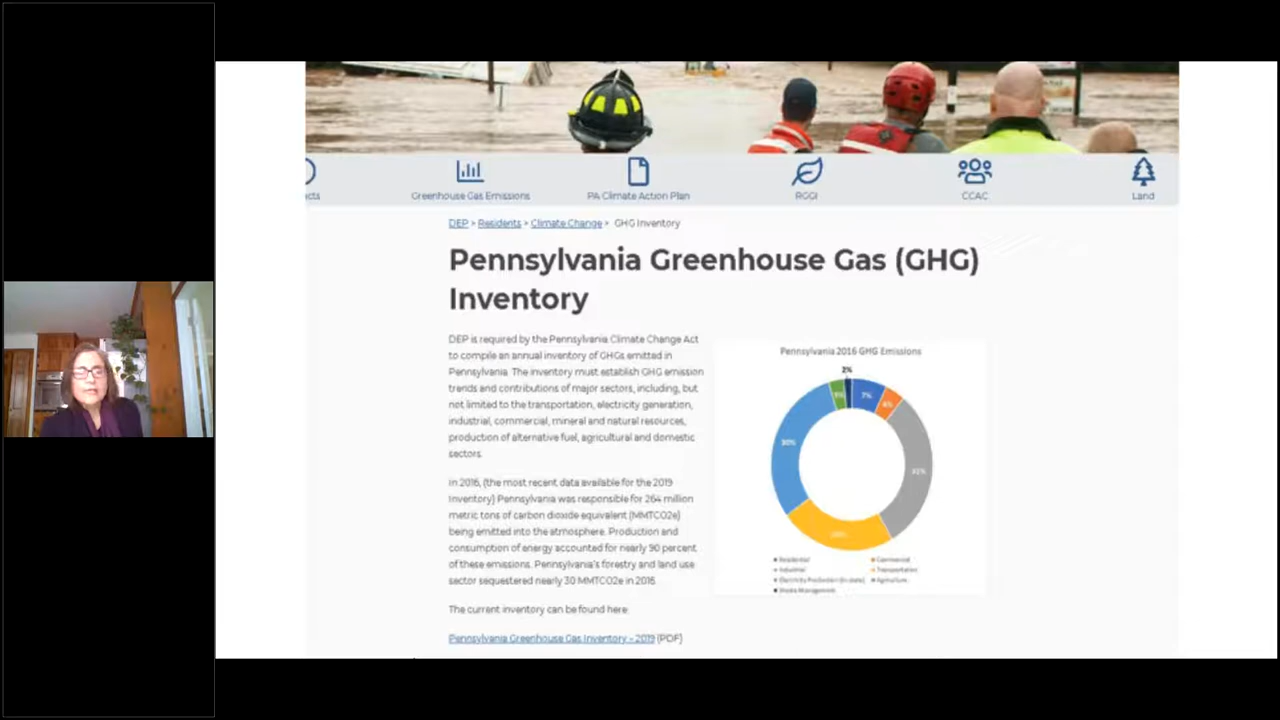 cts
Greenhouse Gas Emissions
PA Climate Action Plan
RGGI
CCAC
Land
DEP > Residents > Climate Change > GHG Inventory
Pennsylvania Greenhouse Gas (GHG)
Inventory
DEP is required by the Pennsylvania Climate Change Act
to compile an annual inventory of GHGs emitted in
Pennsylvania. The inventory must establish GHG emission
trends and contributions of major sectors, including, but
not limited to the transportation, electricity generation,
industrial, commercial, mineral and natural resources,
production of alternative fuel, agricultural and domestic
sectors.
In 2016, (the most recent data available for the 2019
Inventory) Pennsylvania was responsible for 264 million
metric tons of carbon dioxide equivalent (MMTCO2e)
being emitted into the atmosphere. Production and
consumption of energy accounted for nearly 90 percent
of these emissions. Pennsylvania's forestry and land use
sector sequestered nearly 30 MMTCO2e in 2016.
The current inventory can be found here
Pennsylvania Greenhouse Gas Inventory – 2019 (PDF)
Pennsylvania 2016 GHG Emissions
2%
7%
30%
Residential
Commercial
Industrial
Transportation
Electricity Production (in-state)
Agriculture
Waste Management